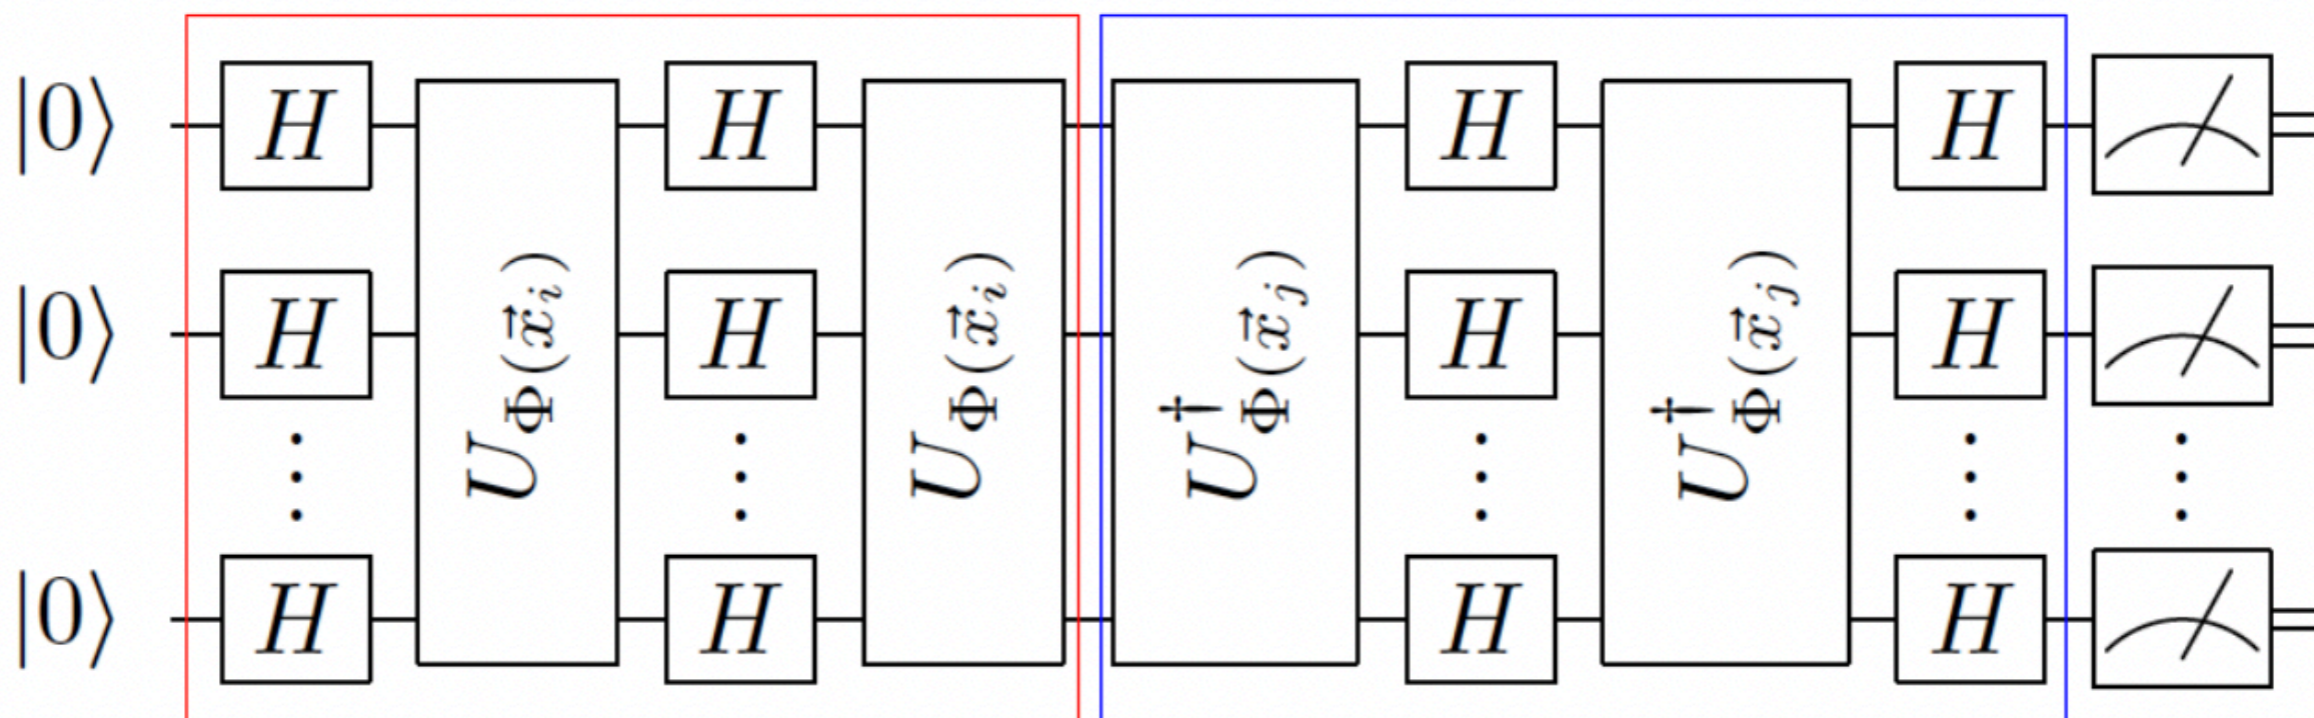 |0⟩ H U_Φ(x⃗_i) H U_Φ(x⃗_i) U†_Φ(x⃗_j) H U†_Φ(x⃗_j) H
|0⟩ H H H H
⋮ ⋮ ⋮ ⋮ ⋮
|0⟩ H H H H